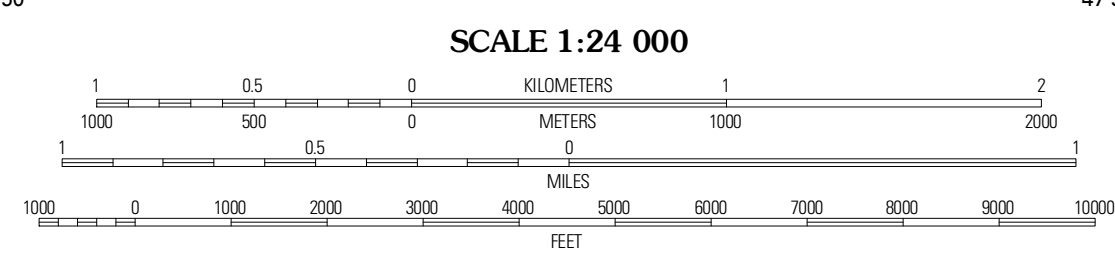 SCALE 1:24 000
1 0.5 0 KILOMETERS 1 2
1000 500 0 METERS 1000 2000
1 0.5 0 1
MILES
1000 0 1000 2000 3000 4000 5000 6000 7000 8000 9000 10000
FEET